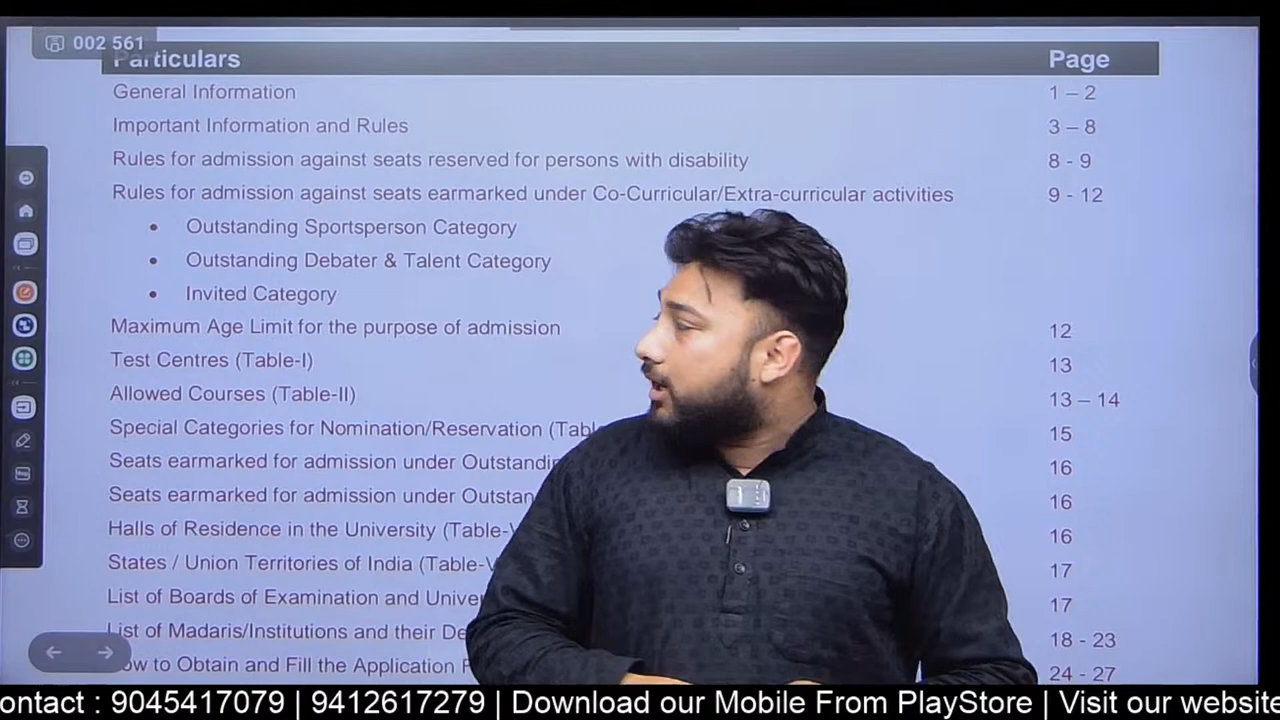 002 561
Particulars Page
General Information 1 – 2
Important Information and Rules 3 – 8
Rules for admission against seats reserved for persons with disability 8 - 9
Rules for admission against seats earmarked under Co-Curricular/Extra-curricular activities 9 - 12
• Outstanding Sportsperson Category
• Outstanding Debater & Talent Category
• Invited Category
Maximum Age Limit for the purpose of admission 12
Test Centres (Table-I) 13
Allowed Courses (Table-II) 13 – 14
Special Categories for Nomination/Reservation 15
Seats earmarked for admission under 16
Seats earmarked for admission under 16
Halls of Residence in the University 16
States / Union Territories of India 17
List of Boards of Examination and 17
List of Madaris/Institutions and their 18 - 23
to Obtain and Fill the Application 24 - 27
ontact : 9045417079 | 9412617279 | Download our Mobile From PlayStore | Visit our website